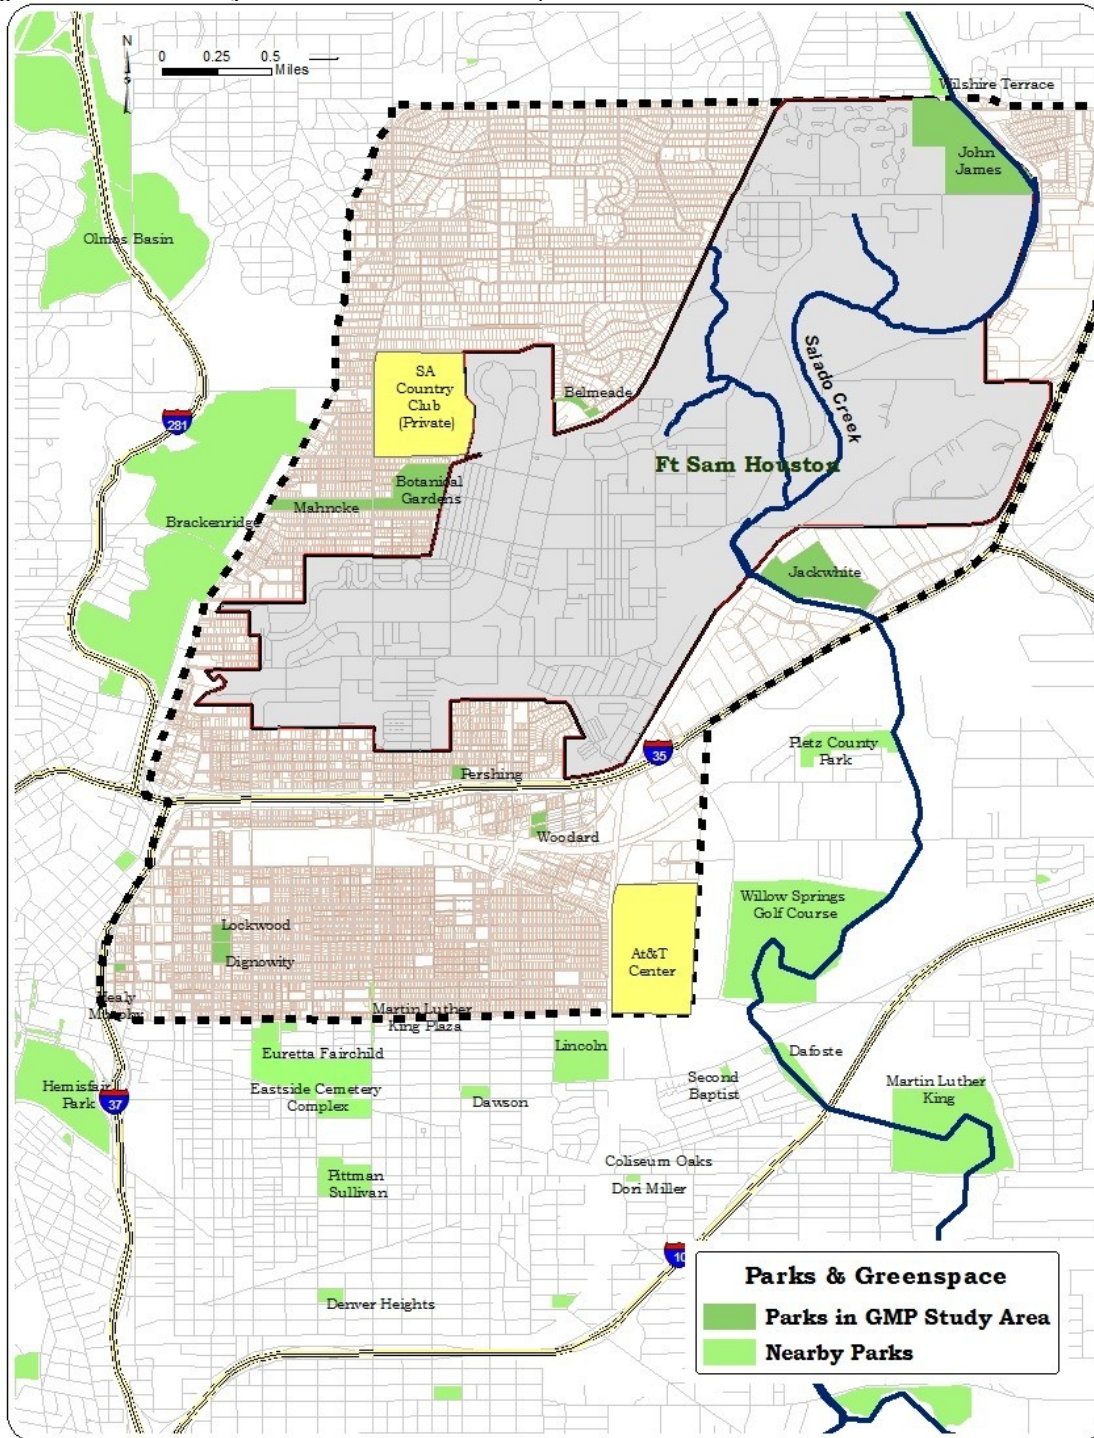 N
S
0 0.25 0.5
Miles
Wilshire Terrace
John
James
Olmos Basin
Salado Creek
SA
Country
Club
(Private)
Belmeade
281
Ft Sam Houston
Botanical
Gardens
Mahncke
Brackenridge
Jackwhite
Pletz County
Park
35
Pershing
Woodard
Willow Springs
Golf Course
Lockwood
Dignowity
At&T
Center
Healy
Murphy
Martin Luther
King Plaza
Lincoln
Euretta Fairchild
Dafoste
Hemisfair
Park
37
Eastside Cemetery
Complex
Dawson
Second
Baptist
Martin Luther
King
Coliseum Oaks
Pittman
Sullivan
Dori Miller
10
Denver Heights
Parks & Greenspace
Parks in GMP Study Area
Nearby Parks